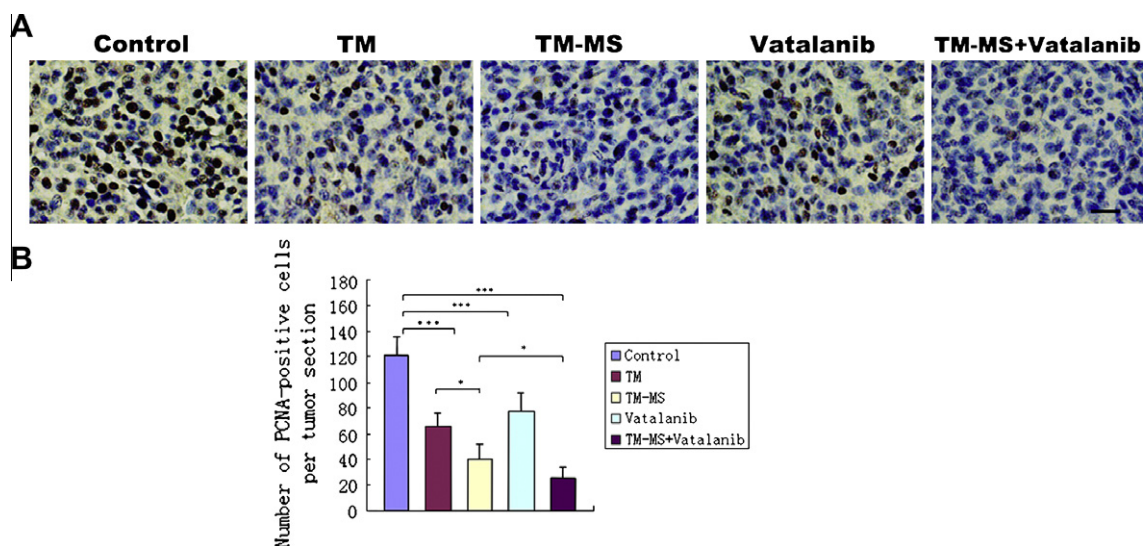 A
Control
TM
TM-MS
Vatalanib
TM-MS+Vatalanib
B
Number of PCNA-positive cells
per tumor section
180
160
140
120
100
80
60
40
20
0
***
***
***
*
*
Control
TM
TM-MS
Vatalanib
TM-MS+Vatalanib